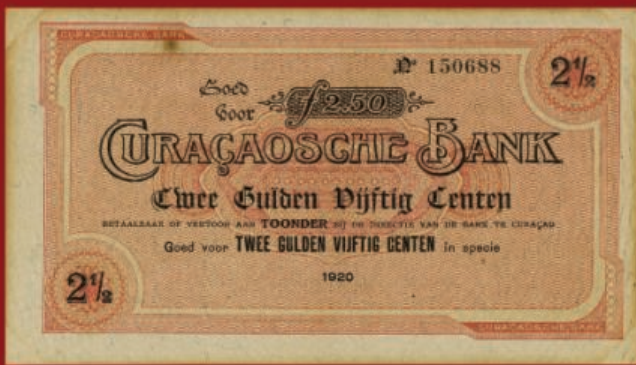 CURAÇAOSCHE BANK
Nº 150688
2½
Goed
voor
ƒ 2.50
CURAÇAOSCHE BANK
Twee Gulden Vijftig Centen
BETAALBAAR OP VERTOON AAN TOONDER BIJ DE DIRECTIE VAN DE BANK TE CURAÇAO
Goed voor TWEE GULDEN VIJFTIG CENTEN in specie
1920
2½
CURAÇAOSCHE BANK